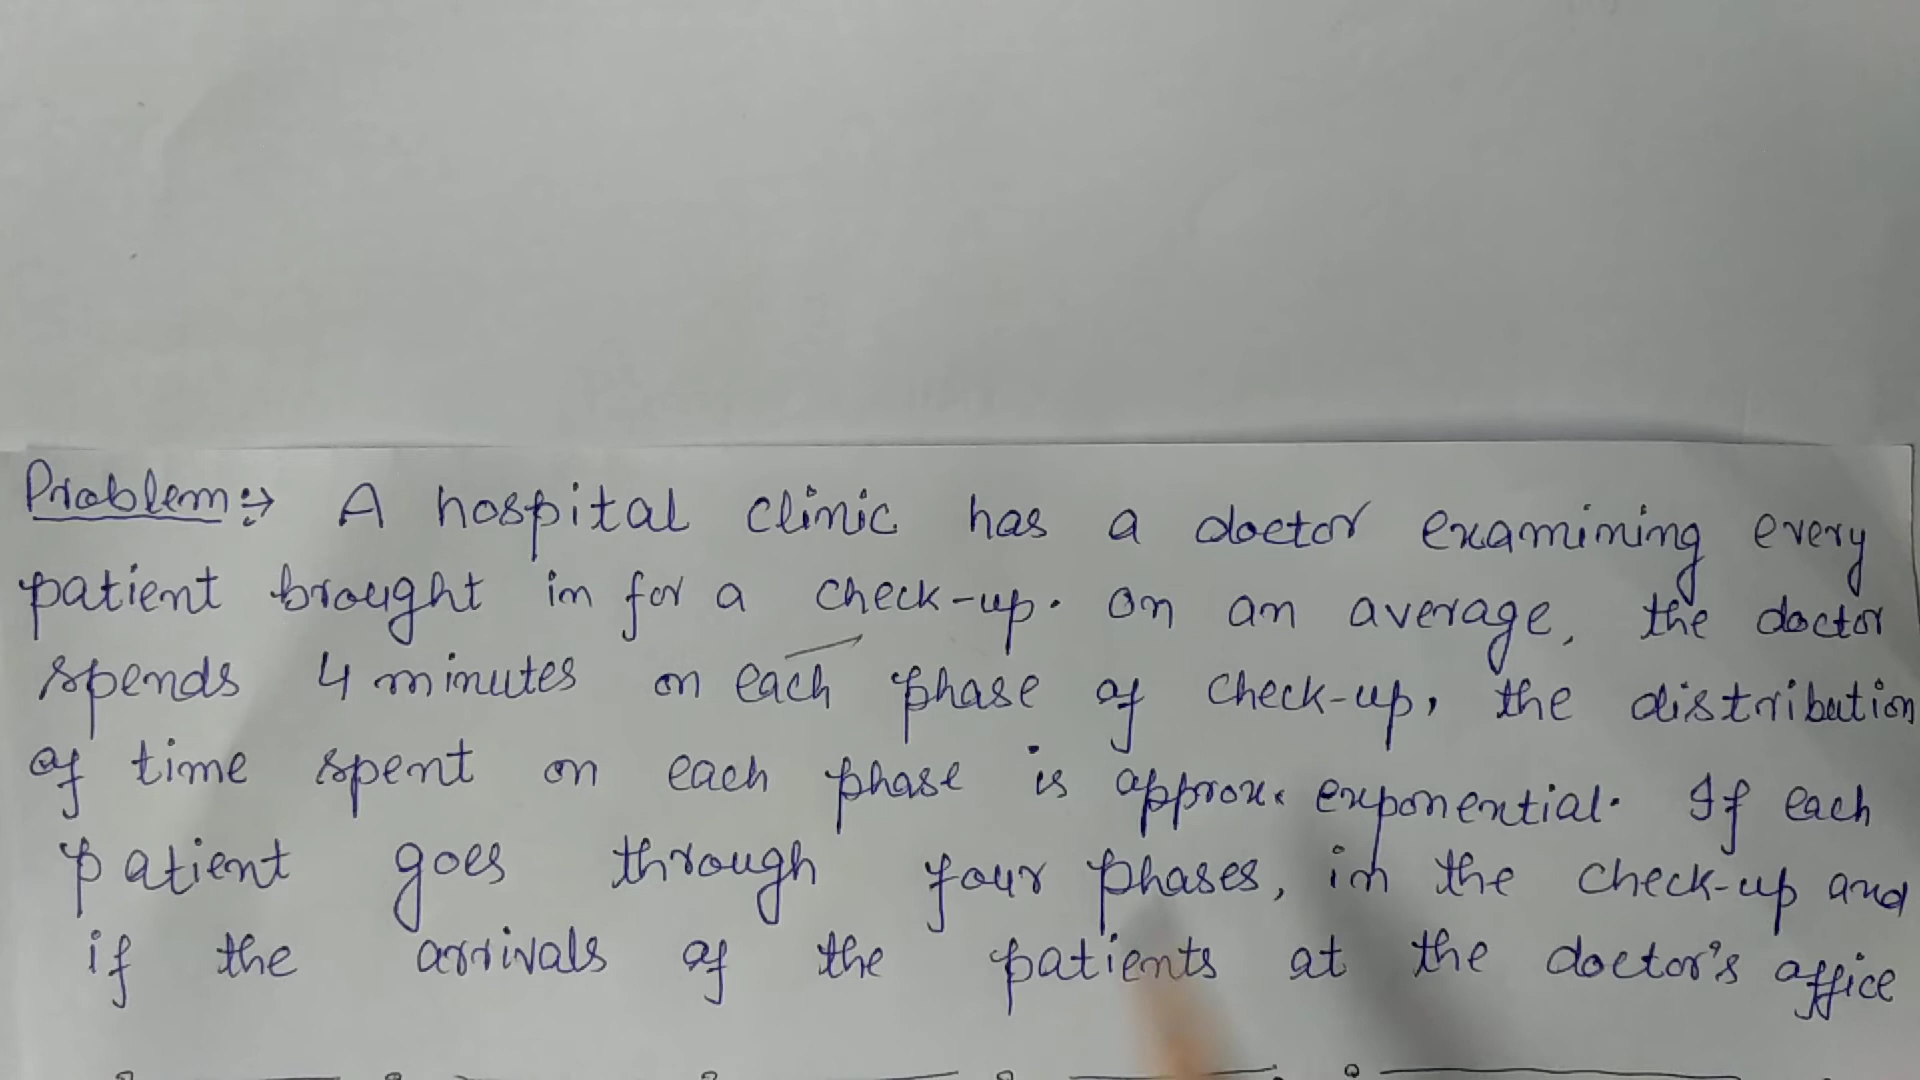 Problem:→ A hospital clinic has a doctor examining every
patient brought in for a check-up. On an average, the doctor
spends 4 minutes on each phase of check-up, the distribution
of time spent on each phase is approx. exponential. If each
patient goes through four phases, in the check-up and
if the arrivals of the patients at the doctor's office